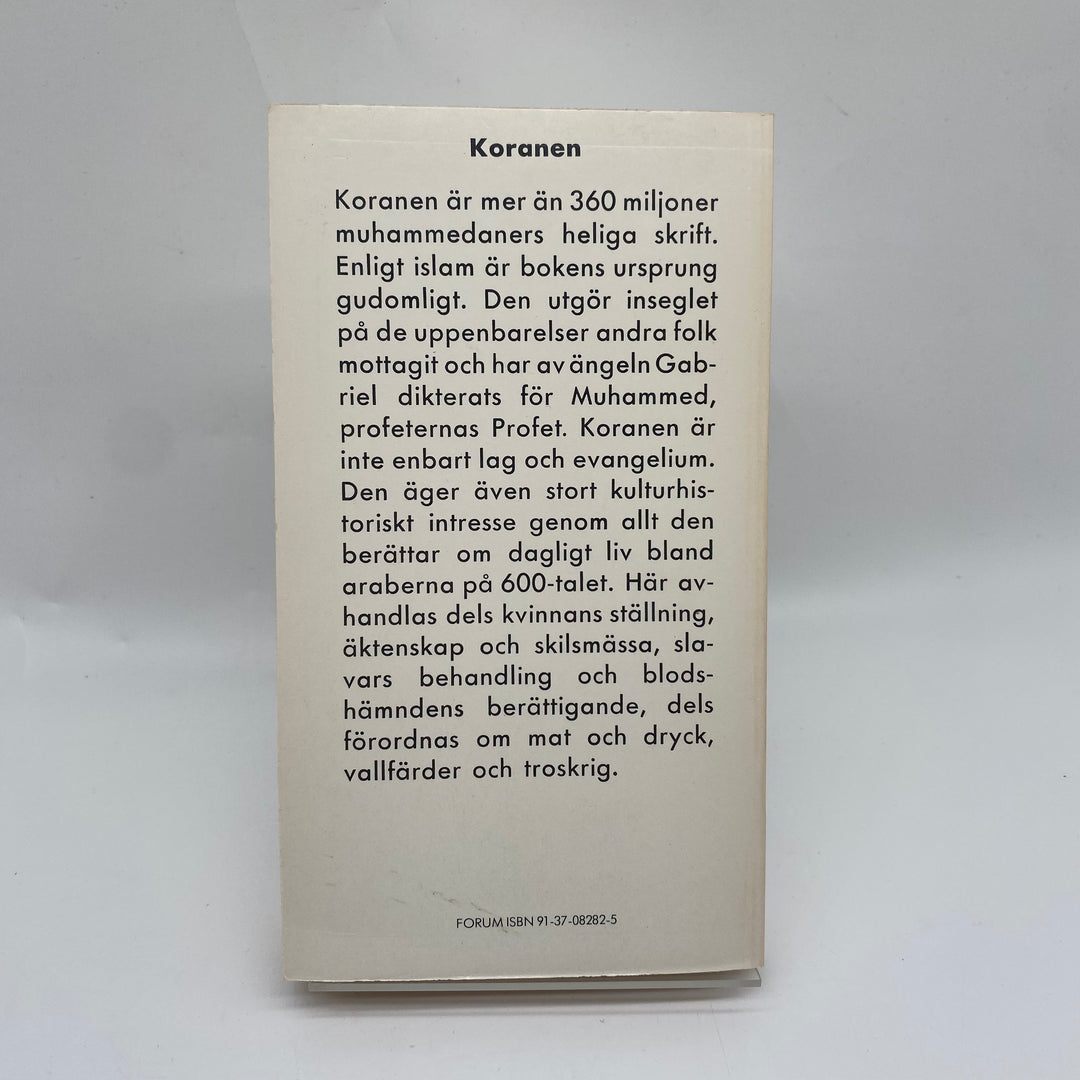 Koranen
Koranen är mer än 360 miljoner
muhammedaners heliga skrift.
Enligt islam är bokens ursprung
gudomligt. Den utgör inseglet
på de uppenbarelser andra folk
mottagit och har av ängeln Gab-
riel dikterats för Muhammed,
profeternas Profet. Koranen är
inte enbart lag och evangelium.
Den äger även stort kulturhis-
toriskt intresse genom allt den
berättar om dagligt liv bland
araberna på 600-talet. Här av-
handlas dels kvinnans ställning,
äktenskap och skilsmässa, sla-
vars behandling och blods-
hämndens berättigande, dels
förordnas om mat och dryck,
vallfärder och troskrig.
FORUM ISBN 91-37-08282-5